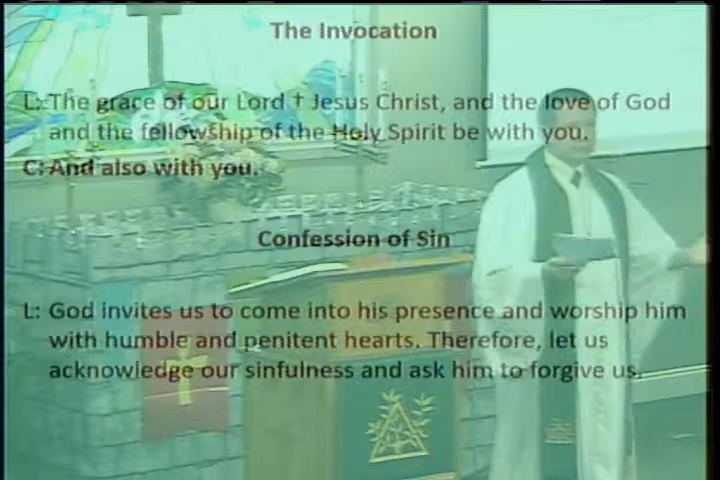 The Invocation
L: The grace of our Lord † Jesus Christ, and the love of God
and the fellowship of the Holy Spirit be with you.
C: And also with you.
Confession of Sin
L: God invites us to come into his presence and worship him
with humble and penitent hearts. Therefore, let us
acknowledge our sinfulness and ask him to forgive us.